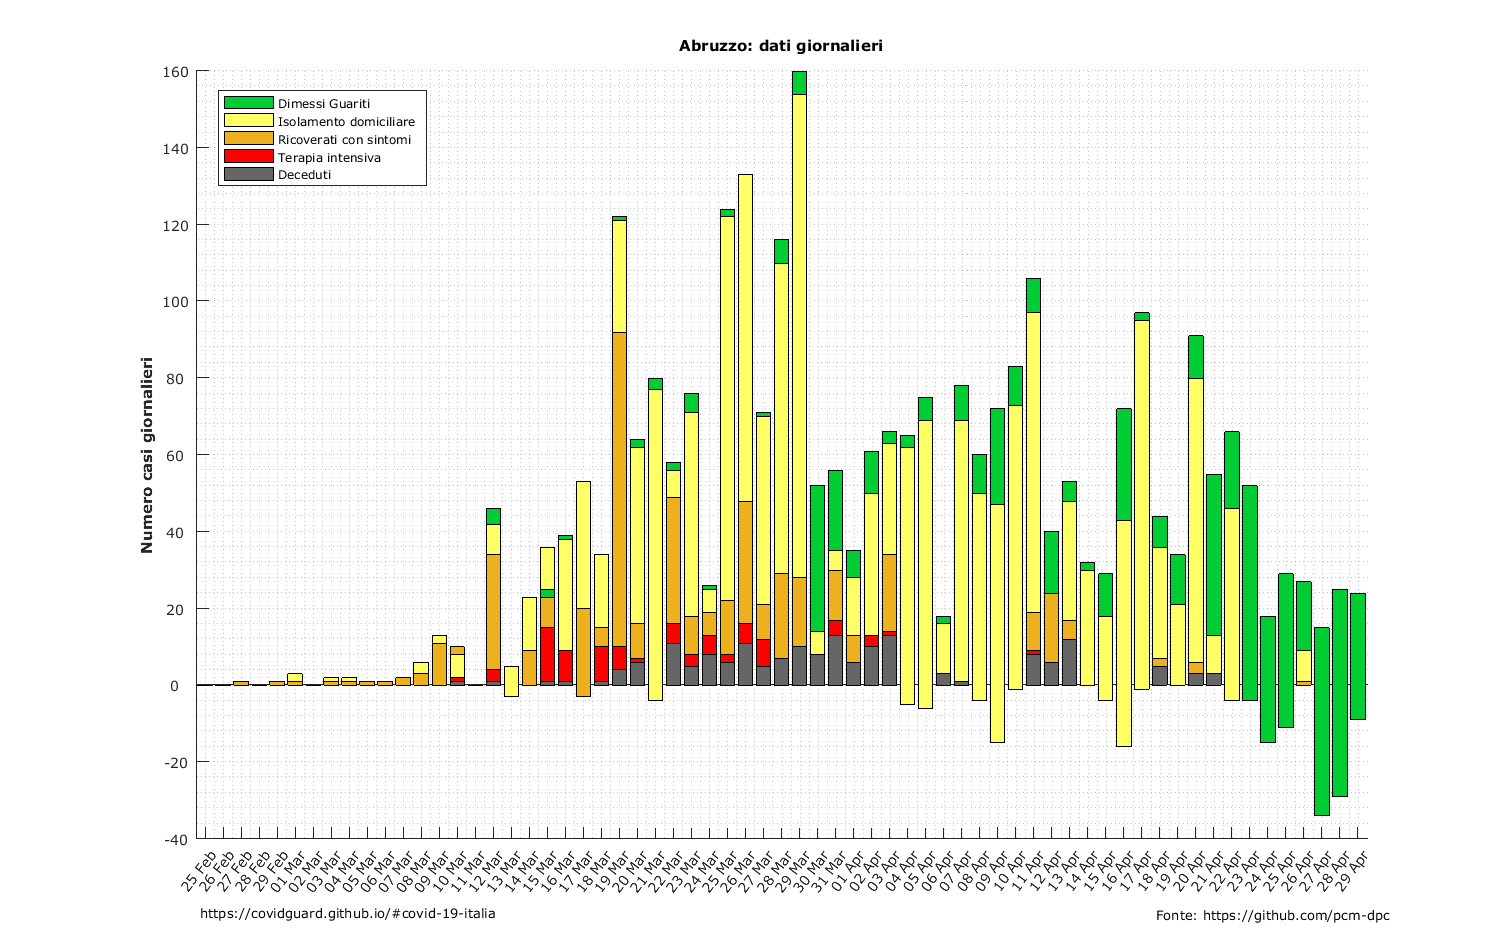 Abruzzo: dati giornalieri
Dimessi Guariti
Isolamento domiciliare
Ricoverati con sintomi
Terapia intensiva
Deceduti
Numero casi giornalieri
160
140
120
100
80
60
40
20
0
-20
-40
25 Feb
26 Feb
27 Feb
28 Feb
29 Feb
01 Mar
02 Mar
03 Mar
04 Mar
05 Mar
06 Mar
07 Mar
08 Mar
09 Mar
10 Mar
11 Mar
12 Mar
13 Mar
14 Mar
15 Mar
16 Mar
17 Mar
18 Mar
19 Mar
20 Mar
21 Mar
22 Mar
23 Mar
24 Mar
25 Mar
26 Mar
27 Mar
28 Mar
29 Mar
30 Mar
31 Mar
01 Apr
02 Apr
03 Apr
04 Apr
05 Apr
06 Apr
07 Apr
08 Apr
09 Apr
10 Apr
11 Apr
12 Apr
13 Apr
14 Apr
15 Apr
16 Apr
17 Apr
18 Apr
19 Apr
20 Apr
21 Apr
22 Apr
23 Apr
24 Apr
25 Apr
26 Apr
27 Apr
28 Apr
29 Apr
https://covidguard.github.io/#covid-19-italia
Fonte: https://github.com/pcm-dpc